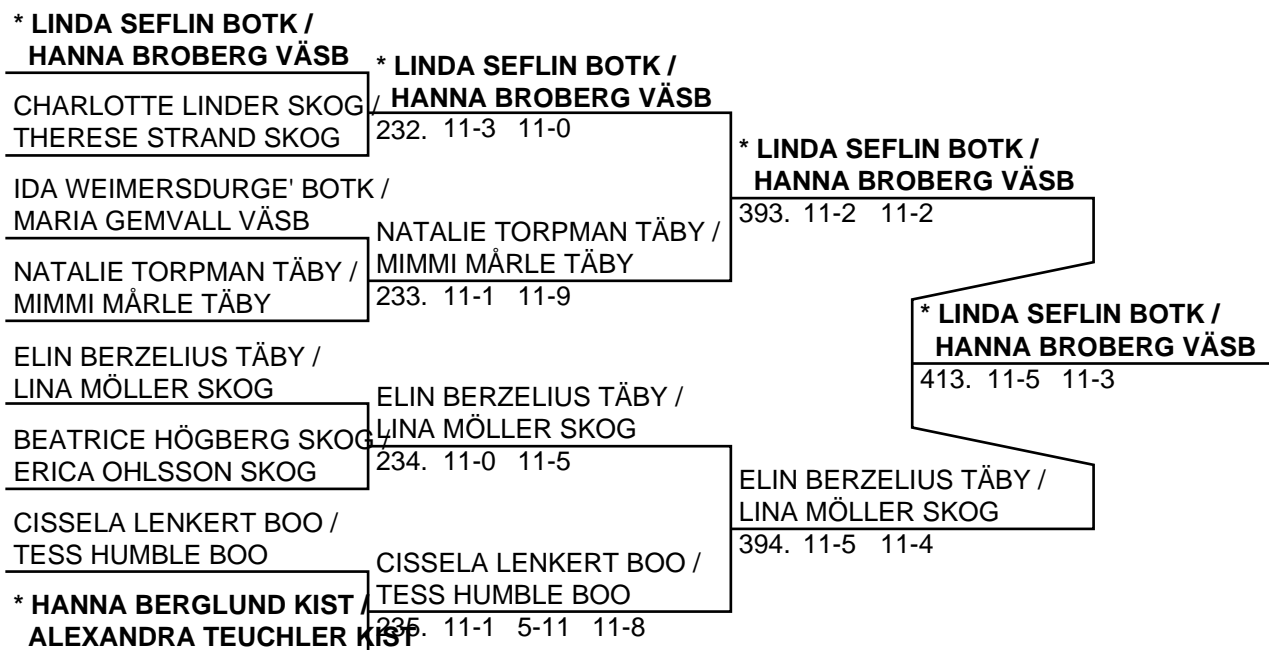 * LINDA SEFLIN BOTK /
HANNA BROBERG VÄSB
CHARLOTTE LINDER SKOG /
THERESE STRAND SKOG
IDA WEIMERSDURGE' BOTK /
MARIA GEMVALL VÄSB
NATALIE TORPMAN TÄBY /
MIMMI MÅRLE TÄBY
ELIN BERZELIUS TÄBY /
LINA MÖLLER SKOG
BEATRICE HÖGBERG SKOG /
ERICA OHLSSON SKOG
CISSELA LENKERT BOO /
TESS HUMBLE BOO
* HANNA BERGLUND KIST /
ALEXANDRA TEUCHLER KIST
* LINDA SEFLIN BOTK /
HANNA BROBERG VÄSB
232. 11-3 11-0
NATALIE TORPMAN TÄBY /
MIMMI MÅRLE TÄBY
233. 11-1 11-9
ELIN BERZELIUS TÄBY /
LINA MÖLLER SKOG
234. 11-0 11-5
CISSELA LENKERT BOO /
TESS HUMBLE BOO
235. 11-1 5-11 11-8
* LINDA SEFLIN BOTK /
HANNA BROBERG VÄSB
393. 11-2 11-2
ELIN BERZELIUS TÄBY /
LINA MÖLLER SKOG
394. 11-5 11-4
* LINDA SEFLIN BOTK /
HANNA BROBERG VÄSB
413. 11-5 11-3